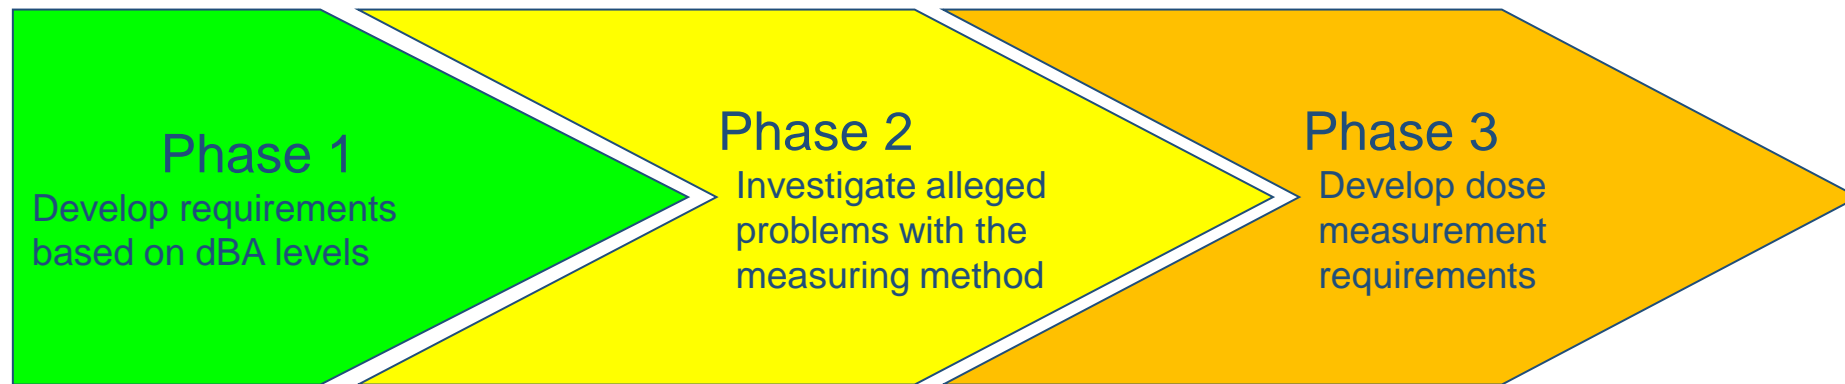 Phase 1
Develop requirements
based on dBA levels
Phase 2
Investigate alleged
problems with the
measuring method
Phase 3
Develop dose
measurement
requirements